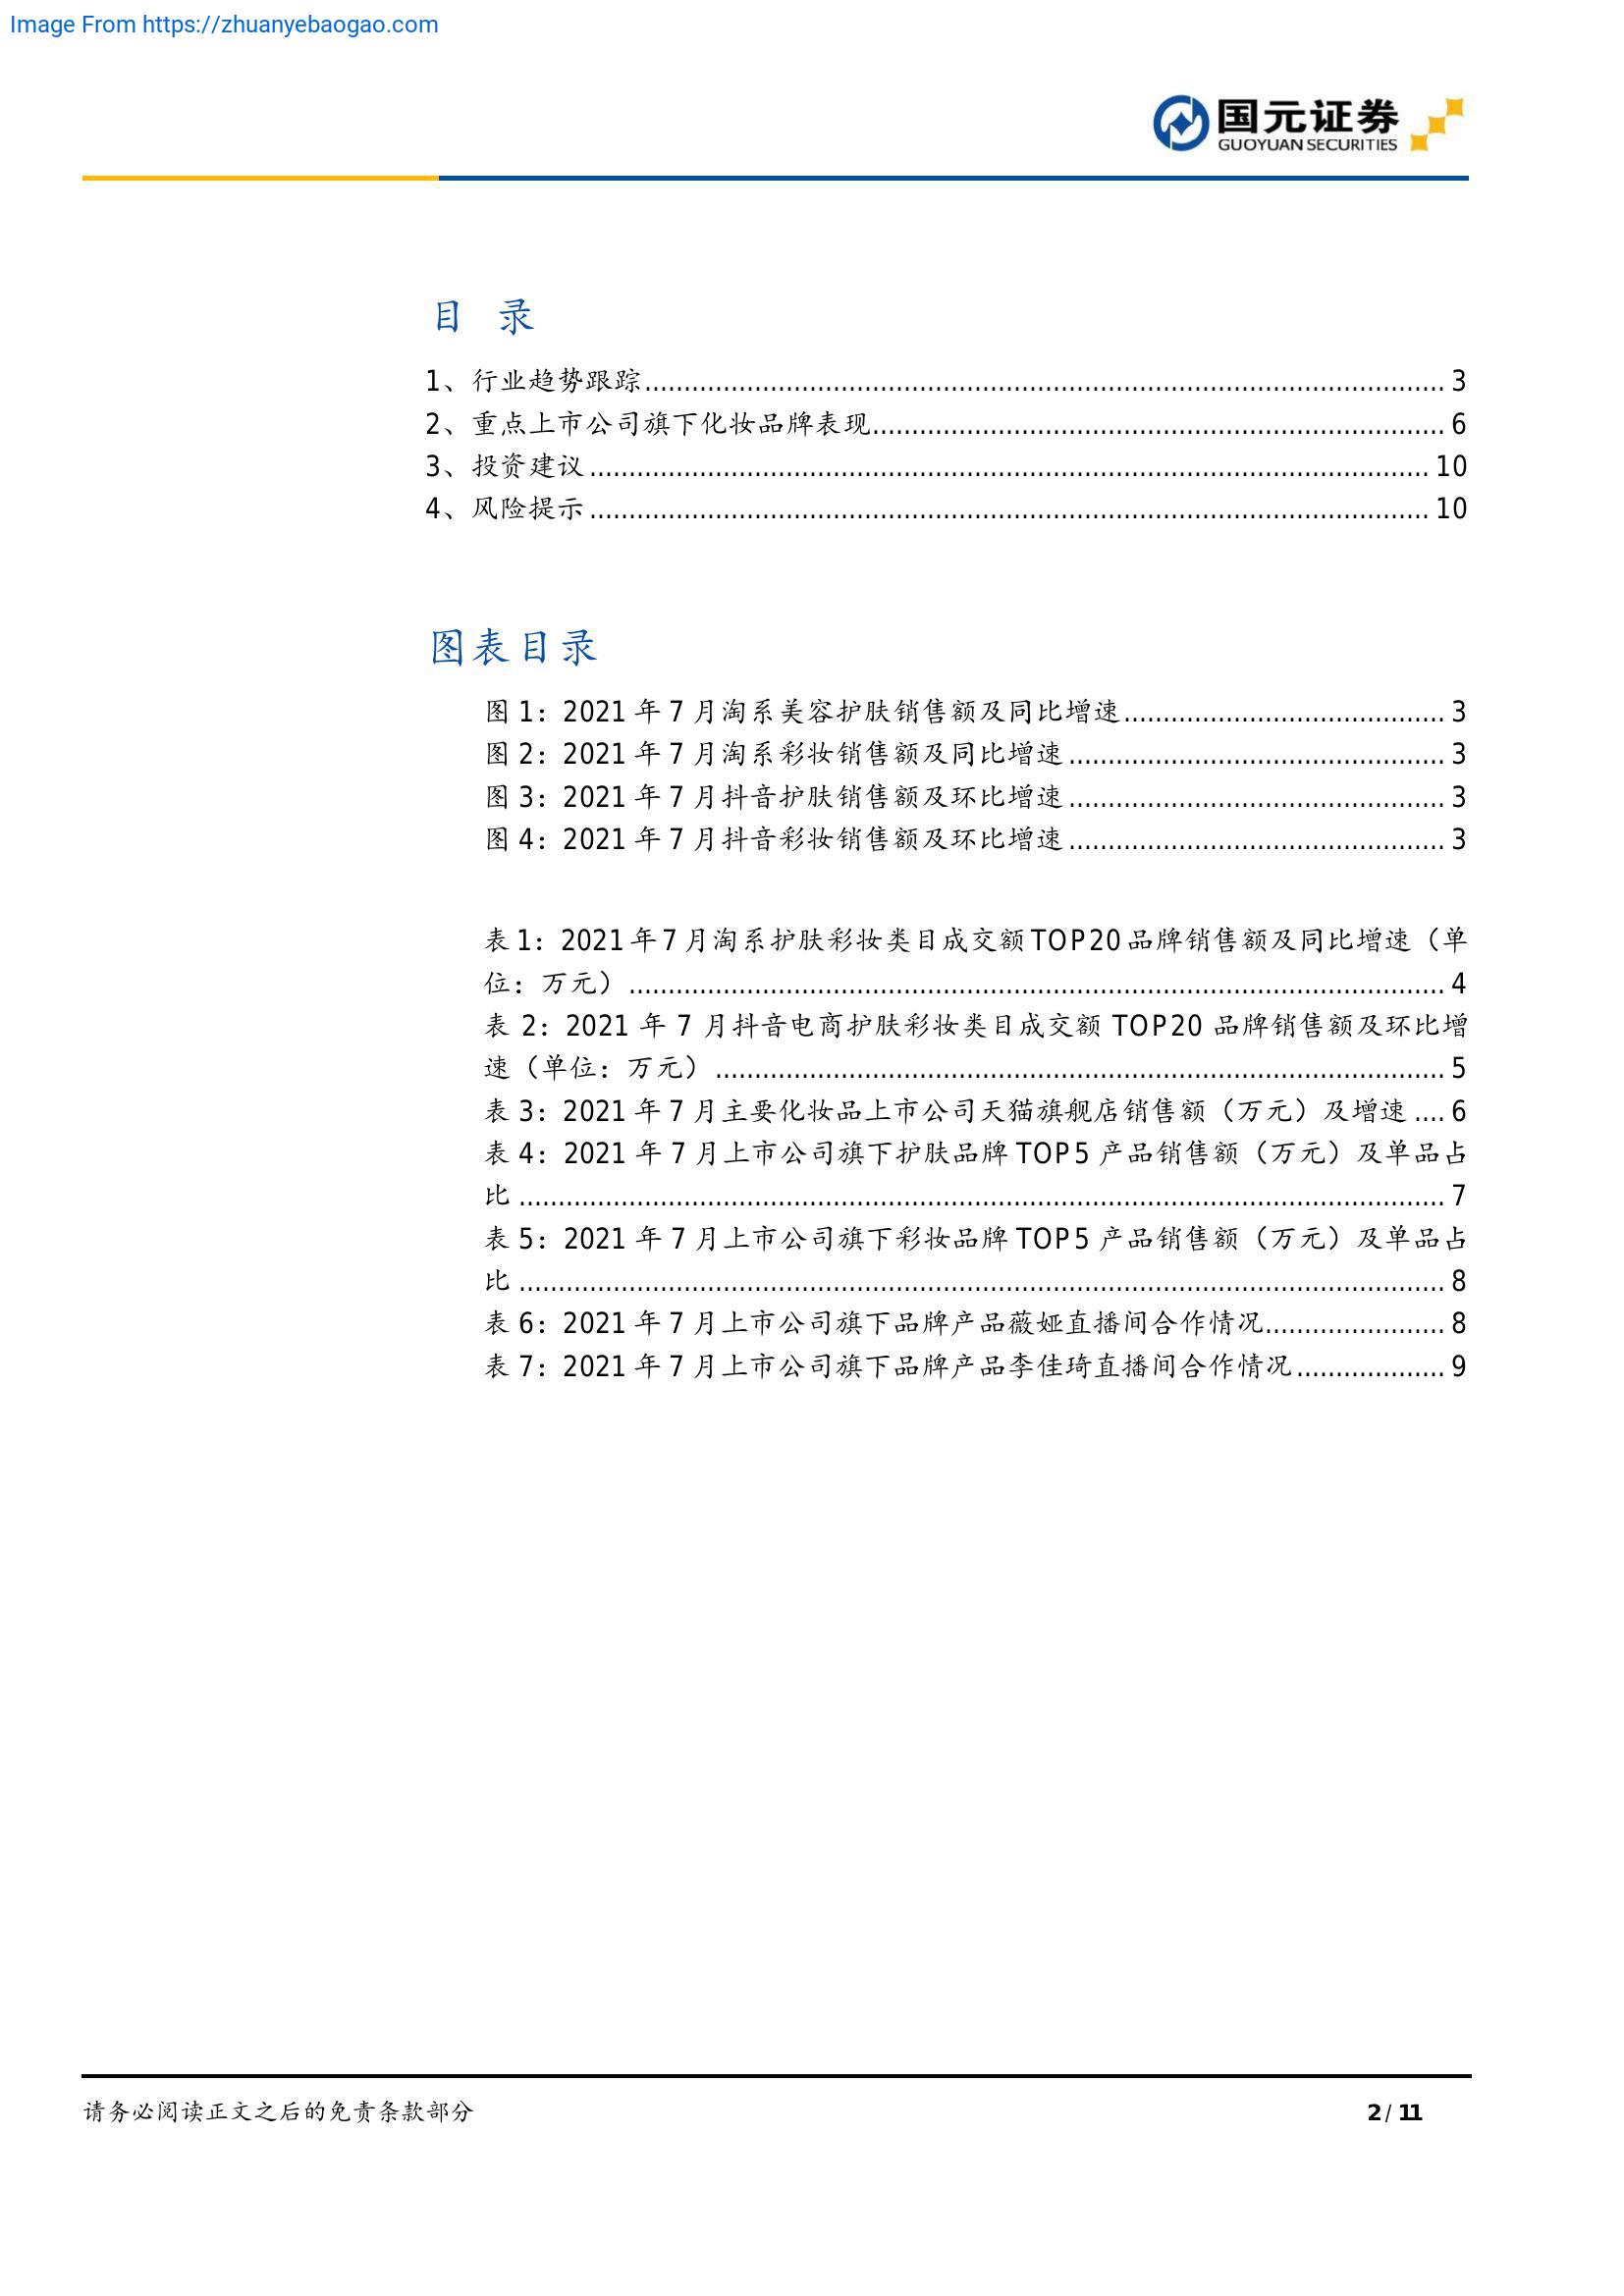 Image From https://zhuanyebaogao.com
国元证券
GUOYUAN SECURITIES
目 录
1、行业趋势跟踪........................................................................................................ 3
2、重点上市公司旗下化妆品牌表现.......................................................................... 6
3、投资建议............................................................................................................. 10
4、风险提示............................................................................................................. 10
图表目录
图 1：2021 年 7 月淘系美容护肤销售额及同比增速......................................... 3
图 2：2021 年 7 月淘系彩妆销售额及同比增速................................................ 3
图 3：2021 年 7 月抖音护肤销售额及环比增速................................................ 3
图 4：2021 年 7 月抖音彩妆销售额及环比增速................................................ 3
表 1：2021 年 7 月淘系护肤彩妆类目成交额 TOP20 品牌销售额及同比增速（单
位：万元）........................................................................................................ 4
表 2：2021 年 7 月抖音电商护肤彩妆类目成交额 TOP20 品牌销售额及环比增
速（单位：万元）............................................................................................. 5
表 3：2021 年 7 月主要化妆品上市公司天猫旗舰店销售额（万元）及增速.... 6
表 4：2021 年 7 月上市公司旗下护肤品牌 TOP5 产品销售额（万元）及单品占
比...................................................................................................................... 7
表 5：2021 年 7 月上市公司旗下彩妆品牌 TOP5 产品销售额（万元）及单品占
比...................................................................................................................... 8
表 6：2021 年 7 月上市公司旗下品牌产品薇娅直播间合作情况....................... 8
表 7：2021 年 7 月上市公司旗下品牌产品李佳琦直播间合作情况................... 9
请务必阅读正文之后的免责条款部分
2 / 11